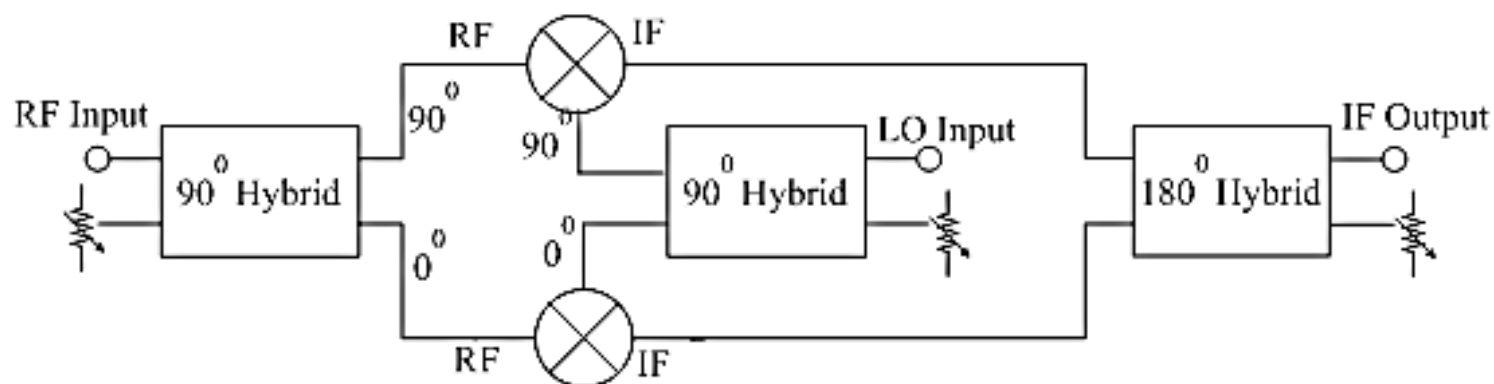 RF
IF
RF Input
90⁰
90⁰
LO Input
IF Output
90⁰ Hybrid
90⁰ Hybrid
180⁰ Hybrid
0⁰
0⁰
RF
IF